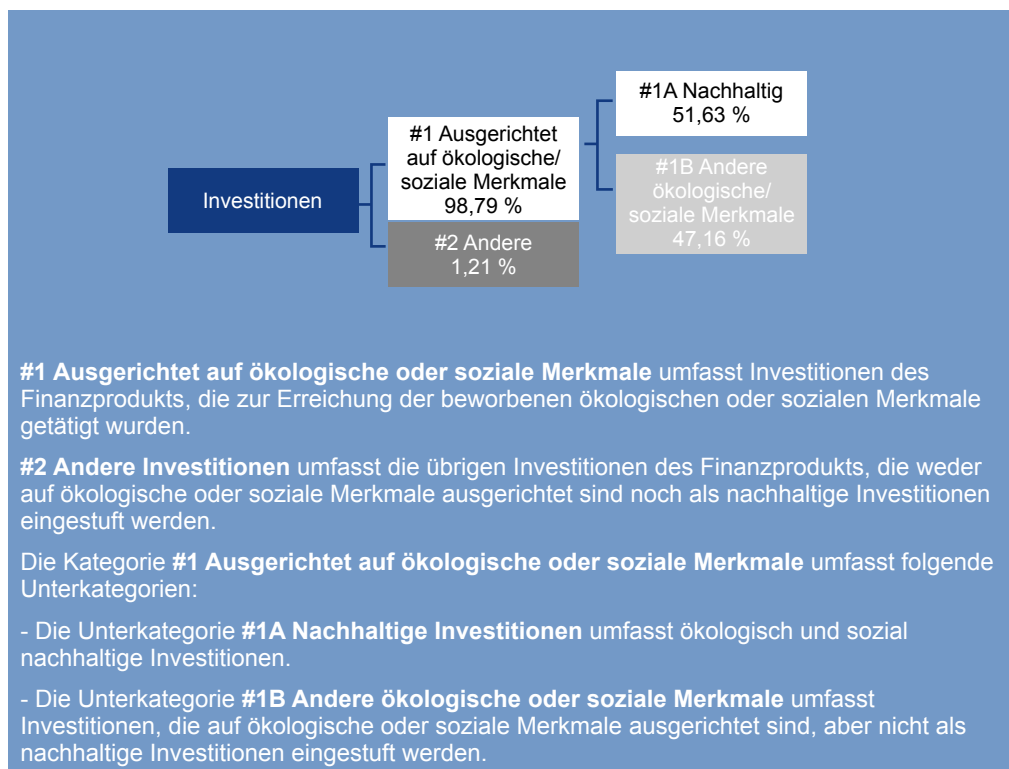 #1A Nachhaltig
51,63 %
#1 Ausgerichtet
auf ökologische/
soziale Merkmale
98,79 %
#1B Andere
ökologische/
soziale Merkmale
47,16 %
Investitionen
#2 Andere
1,21 %
#1 Ausgerichtet auf ökologische oder soziale Merkmale umfasst Investitionen des
Finanzprodukts, die zur Erreichung der beworbenen ökologischen oder sozialen Merkmale
getätigt wurden.
#2 Andere Investitionen umfasst die übrigen Investitionen des Finanzprodukts, die weder
auf ökologische oder soziale Merkmale ausgerichtet sind noch als nachhaltige Investitionen
eingestuft werden.
Die Kategorie #1 Ausgerichtet auf ökologische oder soziale Merkmale umfasst folgende
Unterkategorien:
- Die Unterkategorie #1A Nachhaltige Investitionen umfasst ökologisch und sozial
nachhaltige Investitionen.
- Die Unterkategorie #1B Andere ökologische oder soziale Merkmale umfasst
Investitionen, die auf ökologische oder soziale Merkmale ausgerichtet sind, aber nicht als
nachhaltige Investitionen eingestuft werden.